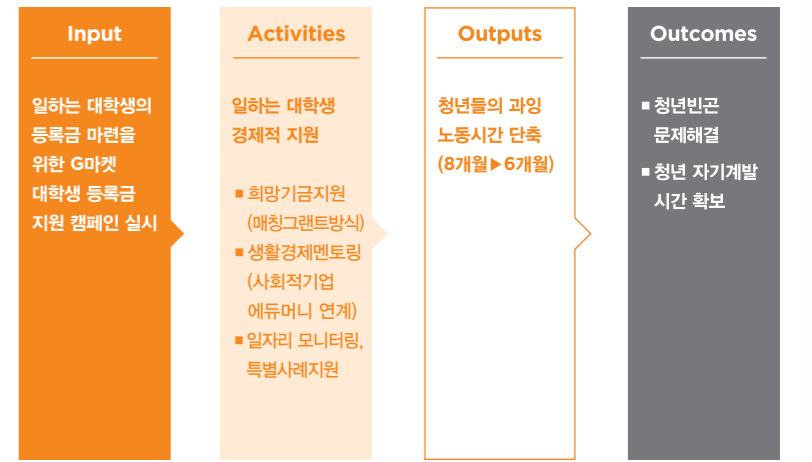 Input
일하는 대학생의
등록금 마련을
위한 G마켓
대학생 등록금
지원 캠페인 실시
Activities
일하는 대학생
경제적 지원
■ 희망기금지원
(매칭그랜트방식)
■ 생활경제멘토링
(사회적기업
에듀머니 연계)
■ 일자리 모니터링,
특별사례지원
Outputs
청년들의 과잉
노동시간 단축
(8개월▶6개월)
Outcomes
■ 청년빈곤
문제해결
■ 청년 자기계발
시간 확보